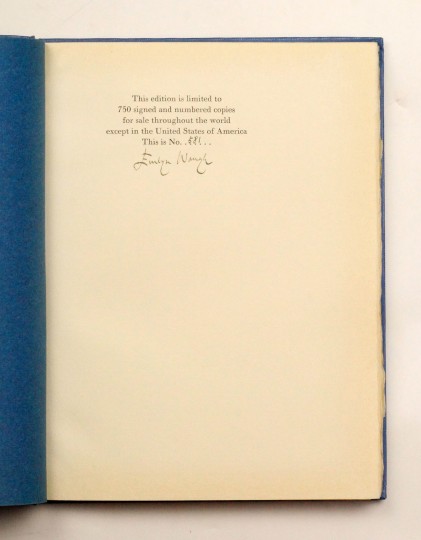 This edition is limited to
750 signed and numbered copies
for sale throughout the world
except in the United States of America
This is No.
Evelyn Waugh